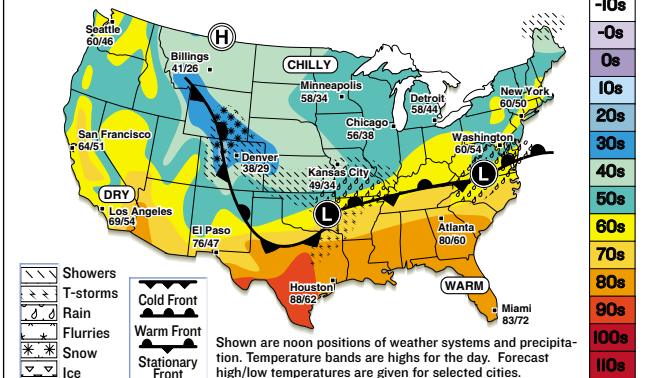 -10s
-0s
0s
10s
20s
30s
40s
50s
60s
70s
80s
90s
100s
110s
Seattle
60/46
H
Billings
41/26
CHILLY
Minneapolis
58/34
Detroit
58/44
New York
60/50
Chicago
56/38
Washington
60/54
San Francisco
64/51
Denver
38/29
Kansas City
49/34
L
DRY
Los Angeles
69/54
L
El Paso
76/47
Atlanta
80/60
Houston
88/62
WARM
Miami
83/72
Showers
T-storms
Rain
Flurries
Snow
Ice
Cold Front
Warm Front
Stationary
Front
Shown are noon positions of weather systems and precipita-
tion. Temperature bands are highs for the day. Forecast
high/low temperatures are given for selected cities.